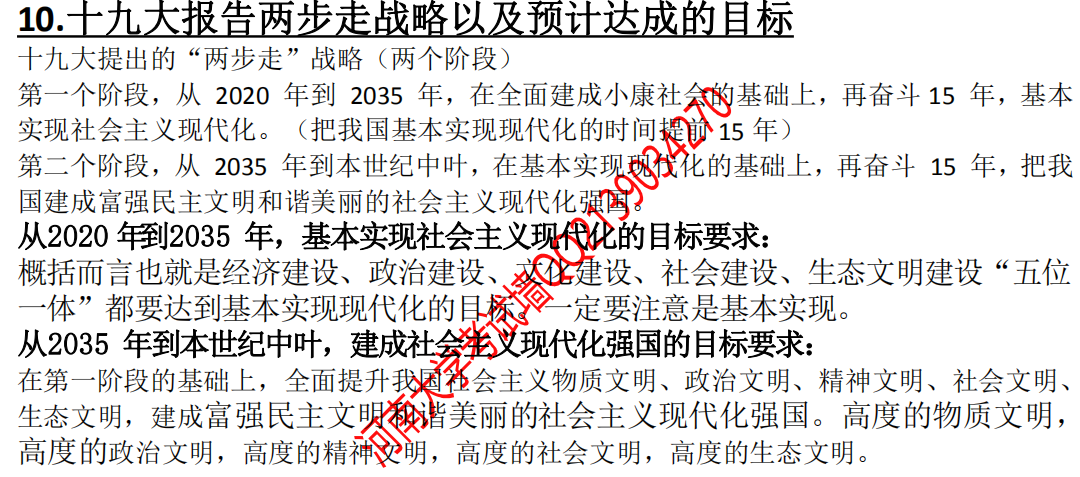 10.十九大报告两步走战略以及预计达成的目标
十九大提出的“两步走”战略（两个阶段）
第一个阶段，从 2020 年到 2035 年，在全面建成小康社会的基础上，再奋斗 15 年，基本
实现社会主义现代化。（把我国基本实现现代化的时间提前 15 年）
第二个阶段，从 2035 年到本世纪中叶，在基本实现现代化的基础上，再奋斗 15 年，把我
国建成富强民主文明和谐美丽的社会主义现代化强国。
从2020 年到2035 年，基本实现社会主义现代化的目标要求：
概括而言也就是经济建设、政治建设、文化建设、社会建设、生态文明建设“五位
一体”都要达到基本实现现代化的目标。一定要注意是基本实现。
从2035 年到本世纪中叶，建成社会主义现代化强国的目标要求：
在第一阶段的基础上，全面提升我国社会主义物质文明、政治文明、精神文明、社会文明、
生态文明，建成富强民主文明和谐美丽的社会主义现代化强国。高度的物质文明，
高度的政治文明，高度的精神文明，高度的社会文明，高度的生态文明。
河南大学考试墙QQ2139034270